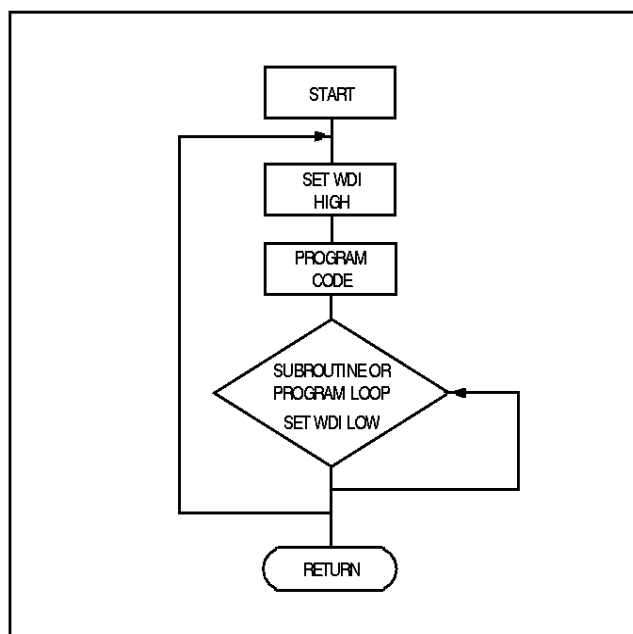 START
SET WDI
HIGH
PROGRAM
CODE
SUBROUTINE OR
PROGRAM LOOP
SET WDI LOW
RETURN